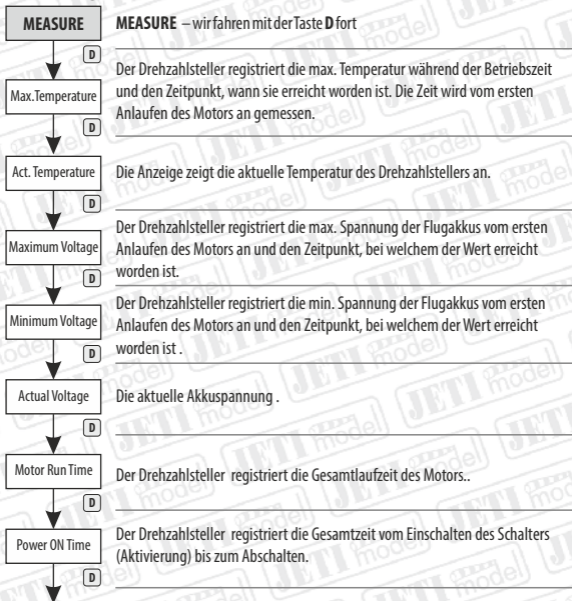 MEASURE
MEASURE – wir fahren mit der Taste D fort
D
Max.Temperature
Der Drehzahlsteller registriert die max. Temperatur während der Betriebszeit
und den Zeitpunkt, wann sie erreicht worden ist. Die Zeit wird vom ersten
Anlaufen des Motors an gemessen.
D
Act. Temperature
Die Anzeige zeigt die aktuelle Temperatur des Drehzahlstellers an.
D
Maximum Voltage
Der Drehzahlsteller registriert die max. Spannung der Flugakkus vom ersten
Anlaufen des Motors an und den Zeitpunkt, bei welchem der Wert erreicht
worden ist.
D
Minimum Voltage
Der Drehzahlsteller registriert die min. Spannung der Flugakkus vom ersten
Anlaufen des Motors an und den Zeitpunkt, bei welchem der Wert erreicht
worden ist .
D
Actual Voltage
Die aktuelle Akkuspannung .
D
Motor Run Time
Der Drehzahlsteller registriert die Gesamtlaufzeit des Motors..
D
Power ON Time
Der Drehzahlsteller registriert die Gesamtzeit vom Einschalten des Schalters
(Aktivierung) bis zum Abschalten.
D